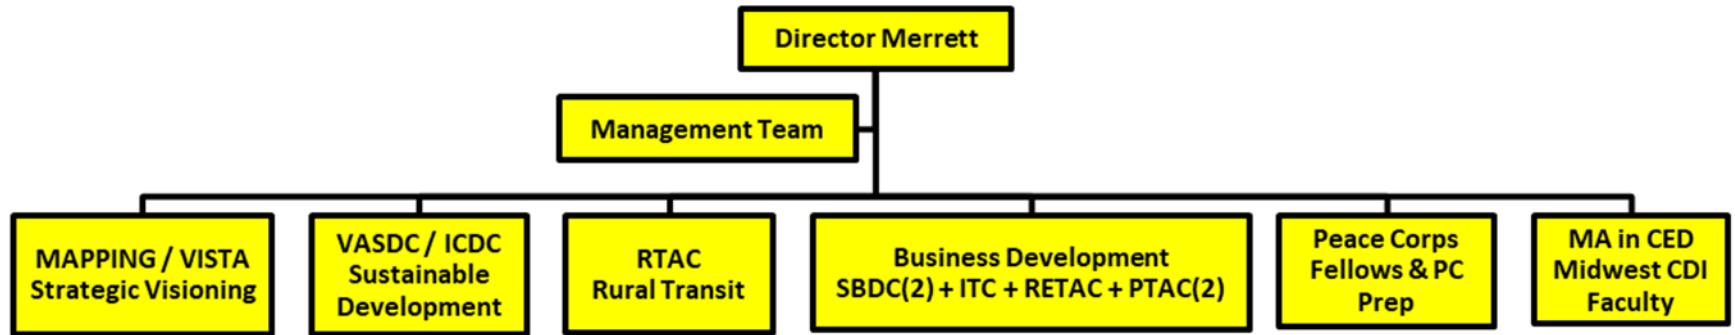 Director Merrett
Management Team
MAPPING / VISTA
Strategic Visioning
VASDC / ICDC
Sustainable
Development
RTAC
Rural Transit
Business Development
SBDC(2) + ITC + RETAC + PTAC(2)
Peace Corps
Fellows & PC
Prep
MA in CED
Midwest CDI
Faculty